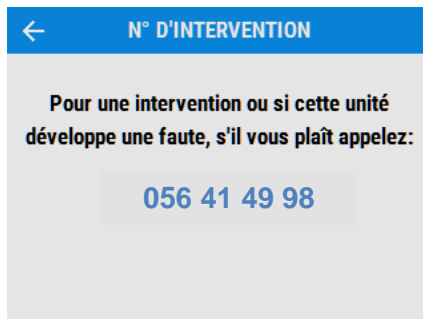 N° D'INTERVENTION
Pour une intervention ou si cette unité
développe une faute, s'il vous plaît appelez:
056 41 49 98